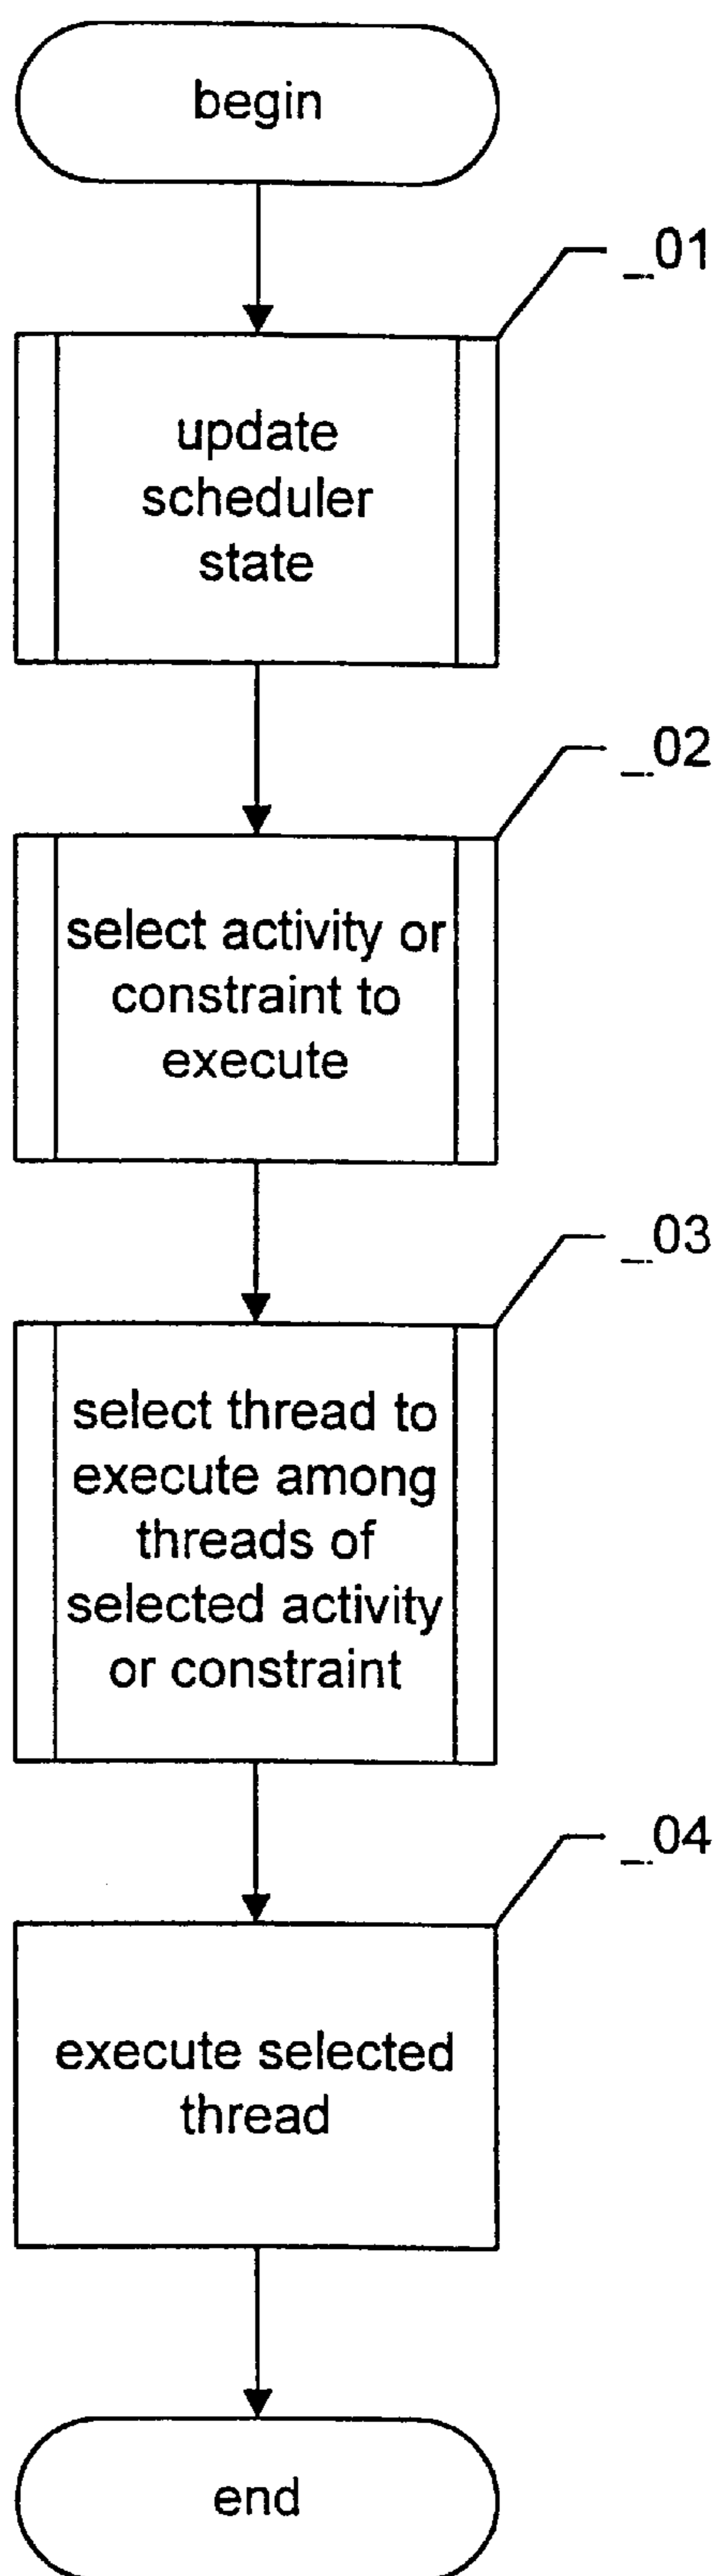 begin
_01
update
scheduler
state
_02
select activity or
constraint to
execute
_03
select thread to
execute among
threads of
selected activity
or constraint
_04
execute selected
thread
end